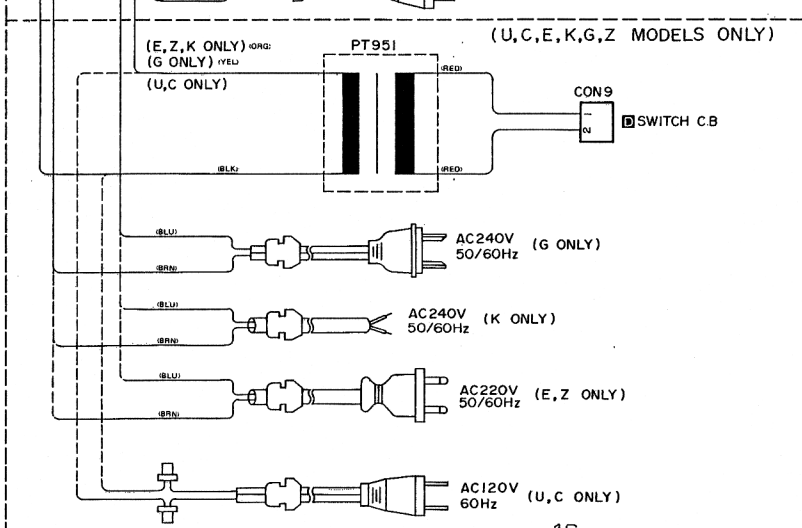 (U,C,E,K,G,Z MODELS ONLY)
(E,Z,K ONLY) (ORG)
(G ONLY) (YEL)
(U,C ONLY)
PT951
(RED)
CON9
1
2
D SWITCH C.B
(BLK)
(RED)
(BLU)
(BRN)
AC240V
50/60Hz
(G ONLY)
(BLU)
(BRN)
AC240V
50/60Hz
(K ONLY)
(BLU)
(BRN)
AC220V
50/60Hz
(E,Z ONLY)
AC120V
60Hz
(U,C ONLY)